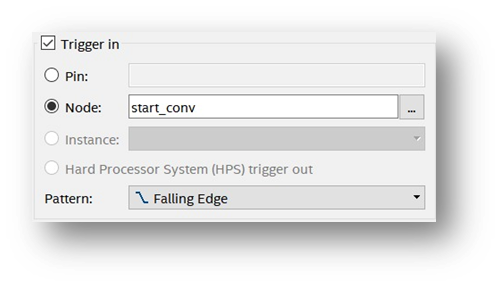 Trigger in
Pin:
Node: start_conv ...
Instance:
Hard Processor System (HPS) trigger out
Pattern: Falling Edge